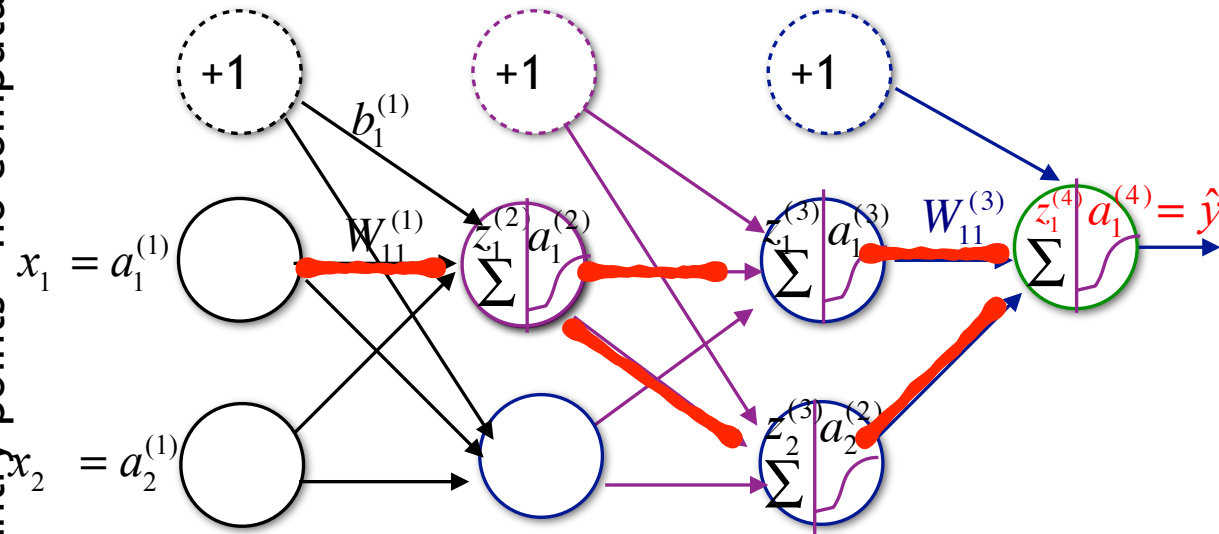 +1 +1 +1
b_1^{(1)}
W_{11}^{(1)} z_1^{(2)} a_1^{(2)} z_1^{(3)} a_1^{(3)} W_{11}^{(3)} z_1^{(4)} a_1^{(4)} = ŷ
x_1 = a_1^{(1)} Σ Σ Σ
z_2^{(3)} a_2^{(2)}
x_2 = a_2^{(1)} Σ